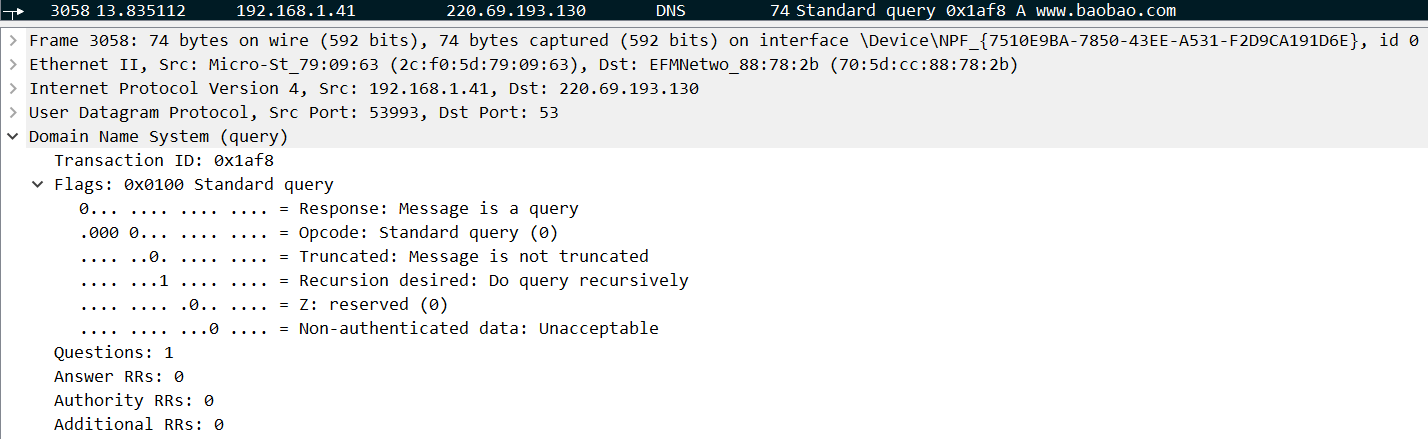 3058 13.835112 192.168.1.41 220.69.193.130 DNS 74 Standard query 0x1af8 A www.baobao.com
Frame 3058: 74 bytes on wire (592 bits), 74 bytes captured (592 bits) on interface \Device\NPF_{7510E9BA-7850-43EE-A531-F2D9CA191D6E}, id 0
Ethernet II, Src: Micro-St_79:09:63 (2c:f0:5d:79:09:63), Dst: EFMNetwo_88:78:2b (70:5d:cc:88:78:2b)
Internet Protocol Version 4, Src: 192.168.1.41, Dst: 220.69.193.130
User Datagram Protocol, Src Port: 53993, Dst Port: 53
Domain Name System (query)
Transaction ID: 0x1af8
Flags: 0x0100 Standard query
0... .... .... .... = Response: Message is a query
.000 0... .... .... = Opcode: Standard query (0)
.... ..0. .... .... = Truncated: Message is not truncated
.... ...1 .... .... = Recursion desired: Do query recursively
.... .... .0.. .... = Z: reserved (0)
.... .... ...0 .... = Non-authenticated data: Unacceptable
Questions: 1
Answer RRs: 0
Authority RRs: 0
Additional RRs: 0